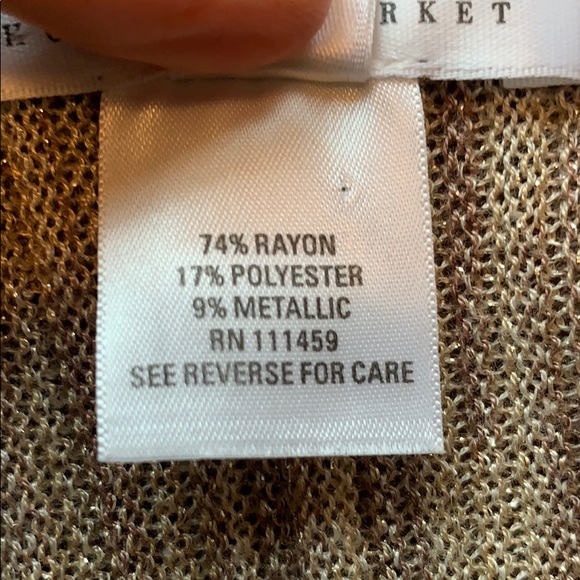 RKET
74% RAYON
17% POLYESTER
9% METALLIC
RN 111459
SEE REVERSE FOR CARE